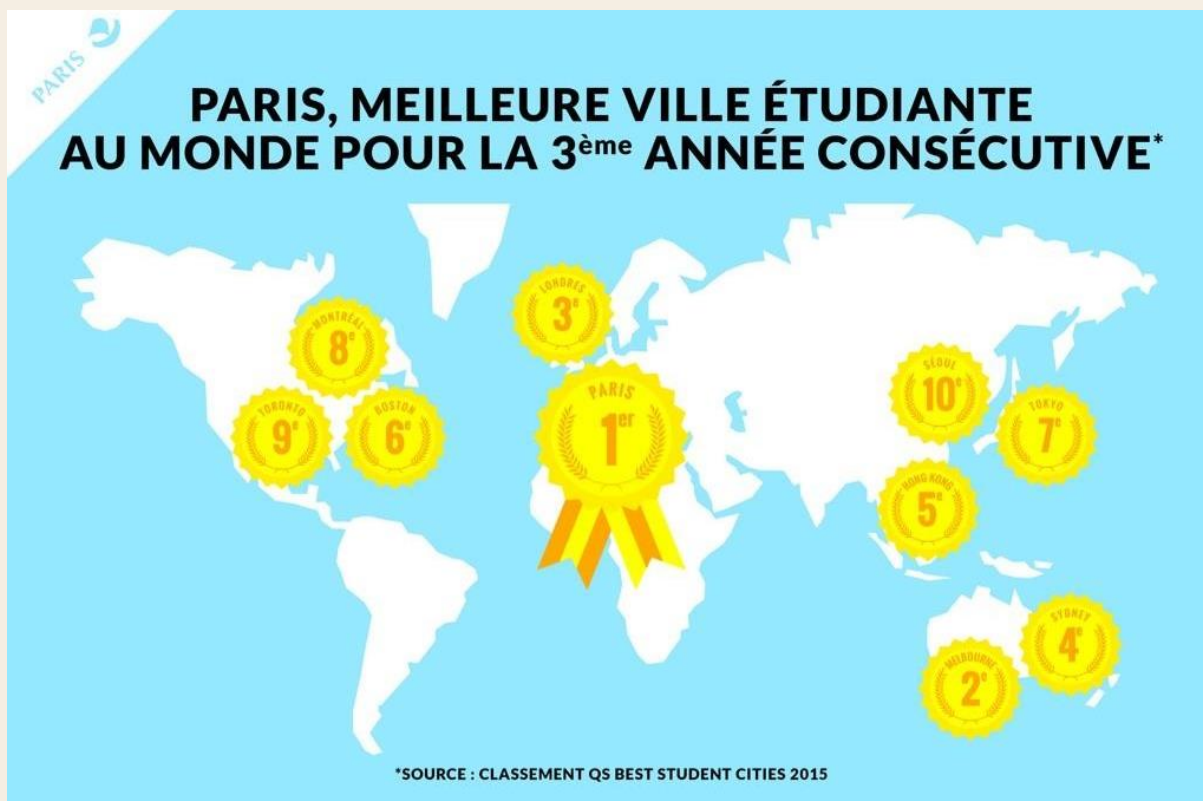 PARIS
PARIS, MEILLEURE VILLE ÉTUDIANTE
AU MONDE POUR LA 3ème ANNÉE CONSÉCUTIVE*
LONDRES
3e
MONTRÉAL
8e
PARIS
1er
SÉOUL
10e
TORONTO
9e
BOSTON
6e
TOKYO
7e
HONG KONG
5e
SYDNEY
4e
MELBOURNE
2e
*SOURCE : CLASSEMENT QS BEST STUDENT CITIES 2015